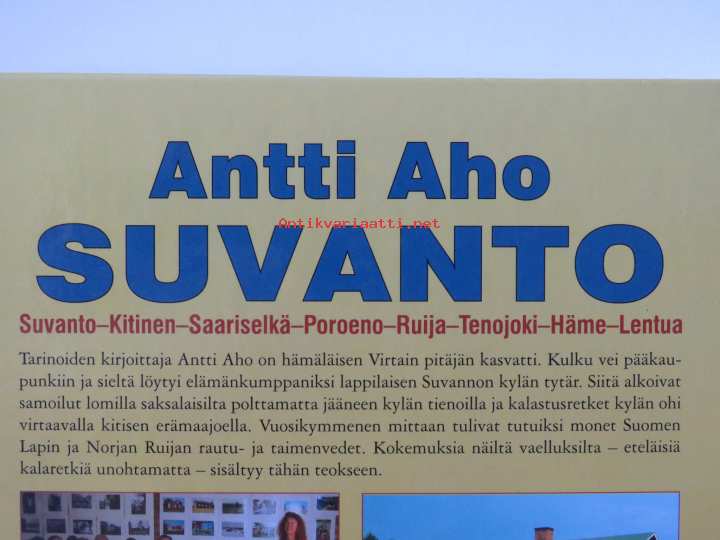 Antti Aho
Antikvariaatti.net
SUVANTO
Suvanto–Kitinen–Saariselkä–Poroeno–Ruija–Tenojoki–Häme–Lentua
Tarinoiden kirjoittaja Antti Aho on hämäläisen Virtain pitäjän kasvatti. Kulku vei pääkau-
punkiin ja sieltä löytyi elämänkumppaniksi lappilaisen Suvannon kylän tytär. Siitä alkoivat
samoilut lomilla saksalaisilta polttamatta jääneen kylän tienoilla ja kalastusretket kylän ohi
virtaavalla kitisen erämaajoella. Vuosikymmenen mittaan tulivat tutuiksi monet Suomen
Lapin ja Norjan Ruijan rautu- ja taimenvedet. Kokemuksia näiltä vaelluksilta – eteläisiä
kalaretkiä unohtamatta – sisältyy tähän teokseen.